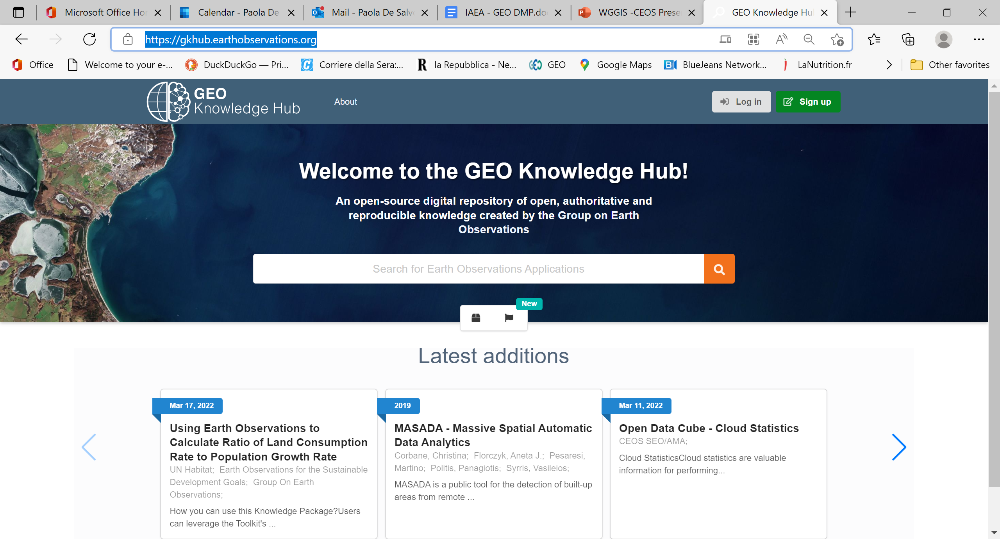 Microsoft Office Hor
Calendar - Paola De
Mail - Paola De Salv
IAEA - GEO DMP.doc
WGGIS -CEOS Prese
GEO Knowledge Hu
https://gkhub.earthobservations.org
Office
Welcome to your e-...
DuckDuckGo — Pri...
Corriere della Sera:...
la Repubblica - Ne...
GEO
Google Maps
BlueJeans Network...
LaNutrition.fr
Other favorites
GEO
Knowledge Hub
About
Log in
Sign up
Welcome to the GEO Knowledge Hub!
An open-source digital repository of open, authoritative and
reproducible knowledge created by the Group on Earth
Observations
Search for Earth Observations Applications
New
Latest additions
Mar 17, 2022
Using Earth Observations to
Calculate Ratio of Land Consumption
Rate to Population Growth Rate
UN Habitat; Earth Observations for the Sustainable
Development Goals; Group On Earth
Observations;
How you can use this Knowledge Package?Users
can leverage the Toolkit's ...
2019
MASADA - Massive Spatial Automatic
Data Analytics
Corbane, Christina; Florczyk, Aneta J.; Pesaresi,
Martino; Politis, Panagiotis; Syrris, Vasileios;
MASADA is a public tool for the detection of built-up
areas from remote ...
Mar 11, 2022
Open Data Cube - Cloud Statistics
CEOS SEO/AMA;
Cloud StatisticsCloud statistics are valuable
information for performing...